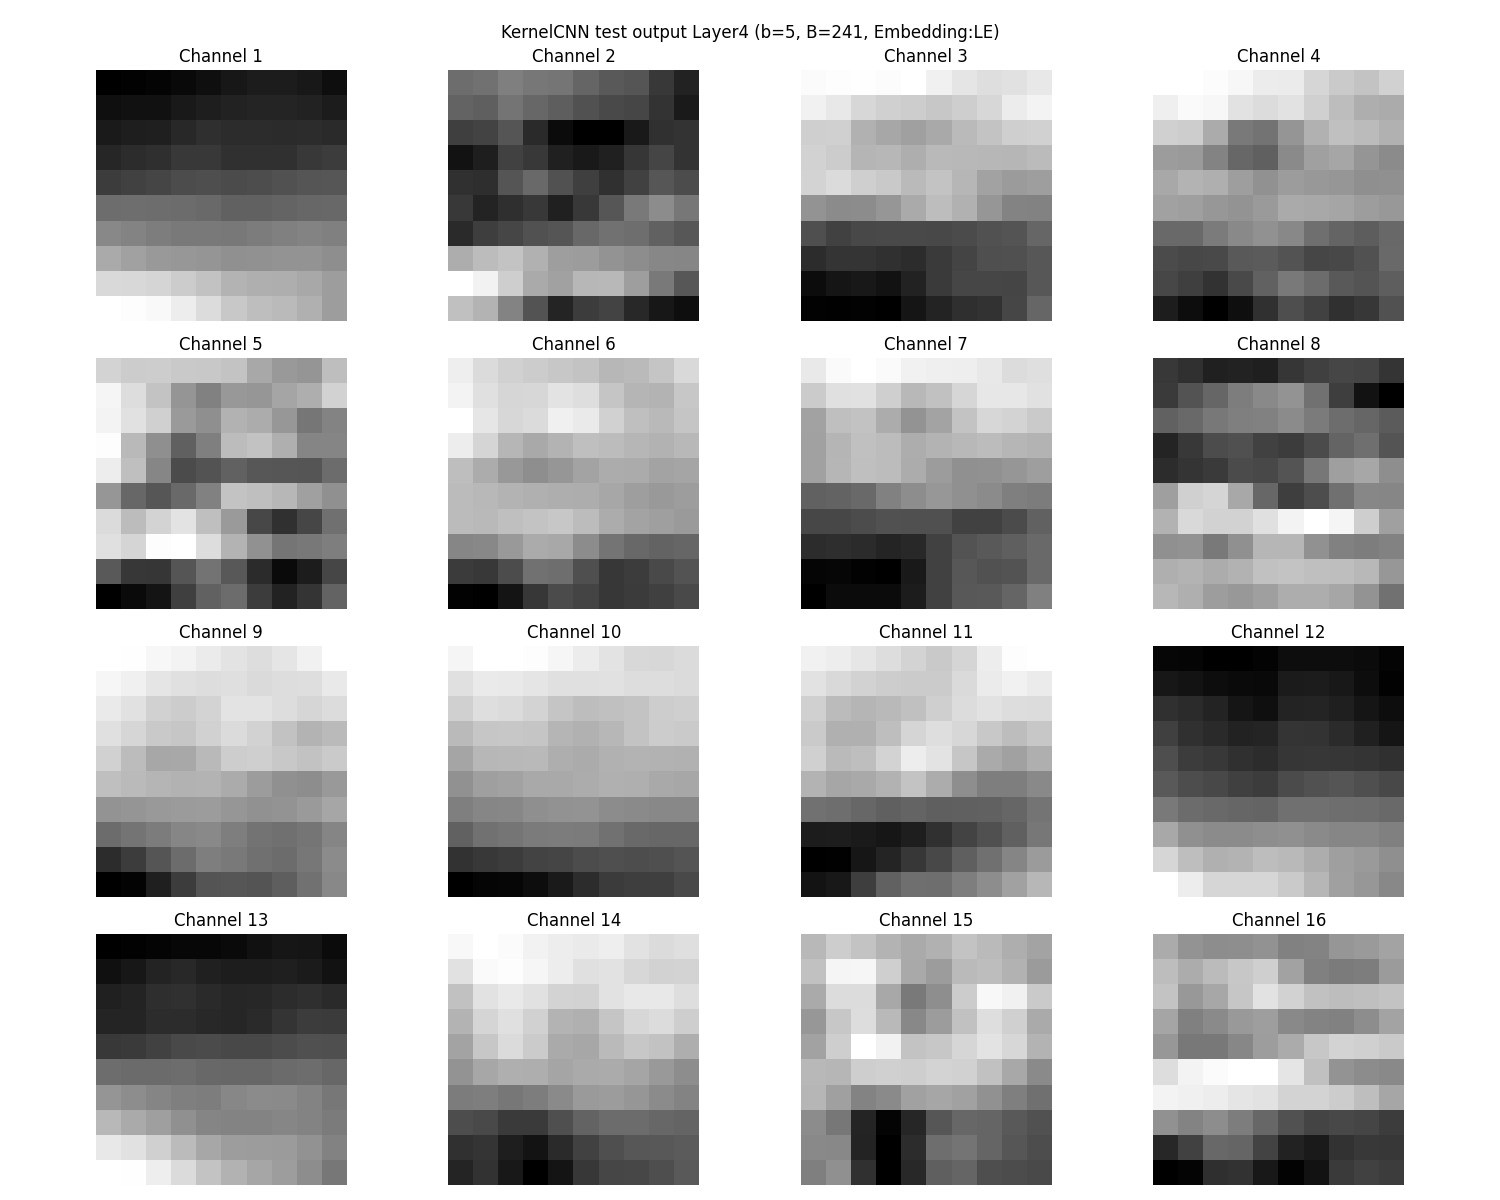 KernelCNN test output Layer4 (b=5, B=241, Embedding:LE)
Channel 1
Channel 2
Channel 3
Channel 4
Channel 5
Channel 6
Channel 7
Channel 8
Channel 9
Channel 10
Channel 11
Channel 12
Channel 13
Channel 14
Channel 15
Channel 16